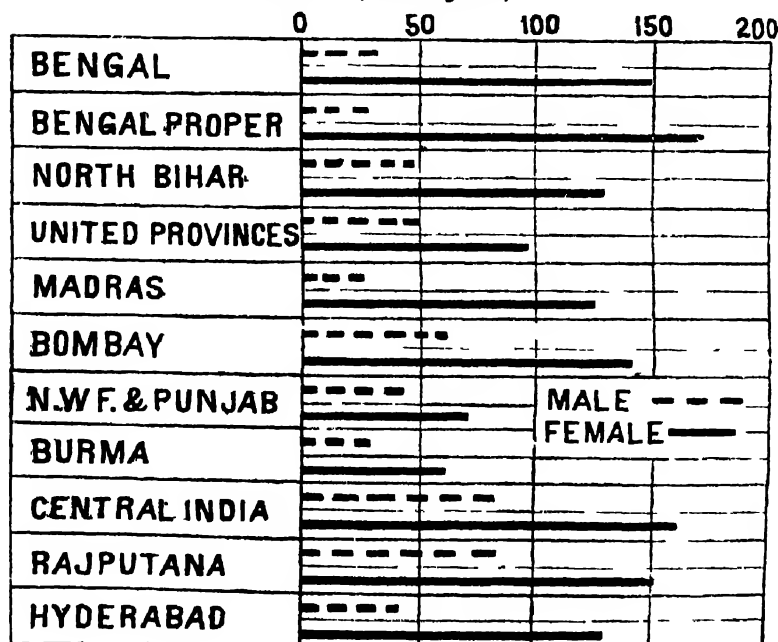 0 50 100 150 200
BENGAL
BENGAL PROPER
NORTH BIHAR
UNITED PROVINCES
MADRAS
BOMBAY
N.W F. & PUNJAB
MALE
FEMALE
BURMA
CENTRAL INDIA
RAJPUTANA
HYDERABAD